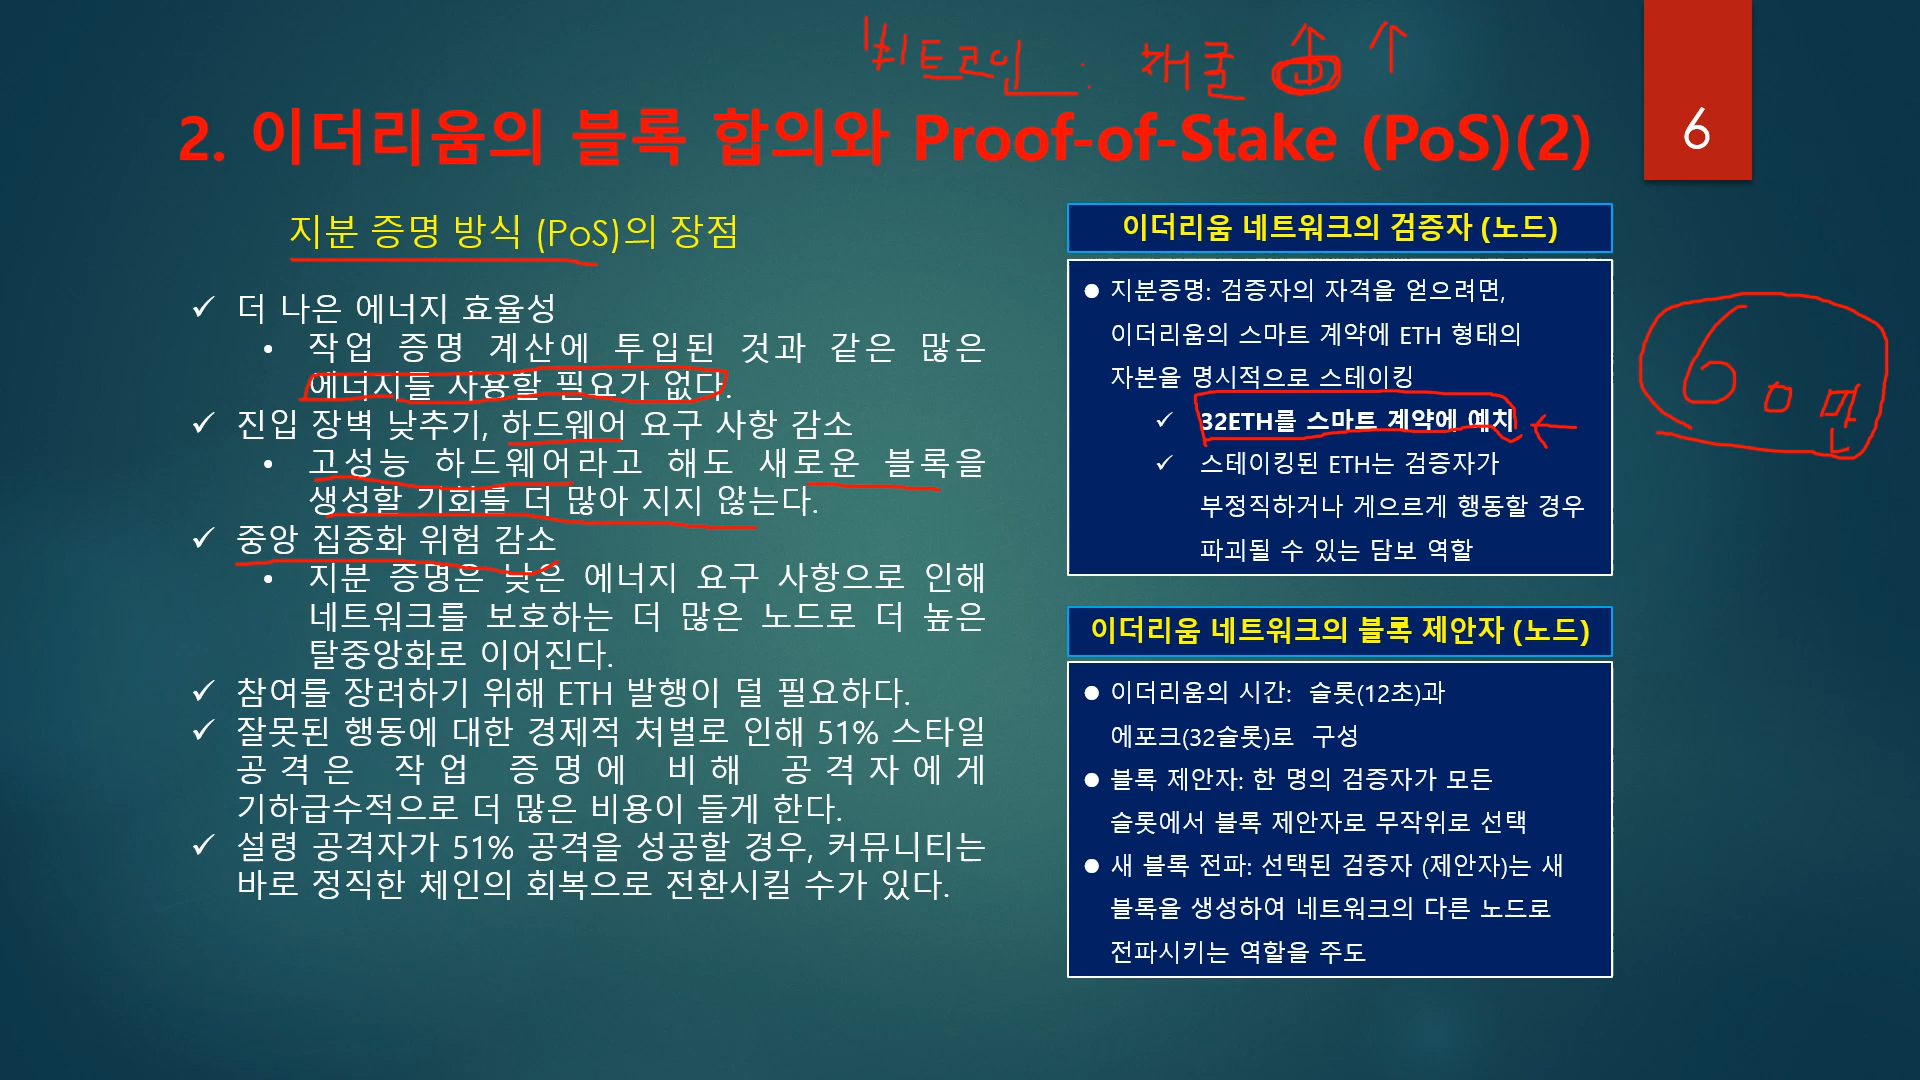 비트코인 : 채굴
2. 이더리움의 블록 합의와 Proof-of-Stake (PoS)(2)
6
지분 증명 방식 (PoS)의 장점
✓ 더 나은 에너지 효율성
• 작업 증명 계산에 투입된 것과 같은 많은
에너지를 사용할 필요가 없다.
✓ 진입 장벽 낮추기, 하드웨어 요구 사항 감소
• 고성능 하드웨어라고 해도 새로운 블록을
생성할 기회를 더 많아 지지 않는다.
✓ 중앙 집중화 위험 감소
• 지분 증명은 낮은 에너지 요구 사항으로 인해
네트워크를 보호하는 더 많은 노드로 더 높은
탈중앙화로 이어진다.
✓ 참여를 장려하기 위해 ETH 발행이 덜 필요하다.
✓ 잘못된 행동에 대한 경제적 처벌로 인해 51% 스타일
공격은 작업 증명에 비해 공격자에게
기하급수적으로 더 많은 비용이 들게 한다.
✓ 설령 공격자가 51% 공격을 성공할 경우, 커뮤니티는
바로 정직한 체인의 회복으로 전환시킬 수가 있다.
이더리움 네트워크의 검증자 (노드)
● 지분증명: 검증자의 자격을 얻으려면,
이더리움의 스마트 계약에 ETH 형태의
자본을 명시적으로 스테이킹
✓ 32ETH를 스마트 계약에 예치
✓ 스테이킹된 ETH는 검증자가
부정직하거나 게으르게 행동할 경우
파괴될 수 있는 담보 역할
이더리움 네트워크의 블록 제안자 (노드)
● 이더리움의 시간: 슬롯(12초)과
에포크(32슬롯)로 구성
● 블록 제안자: 한 명의 검증자가 모든
슬롯에서 블록 제안자로 무작위로 선택
● 새 블록 전파: 선택된 검증자 (제안자)는 새
블록을 생성하여 네트워크의 다른 노드로
전파시키는 역할을 주도